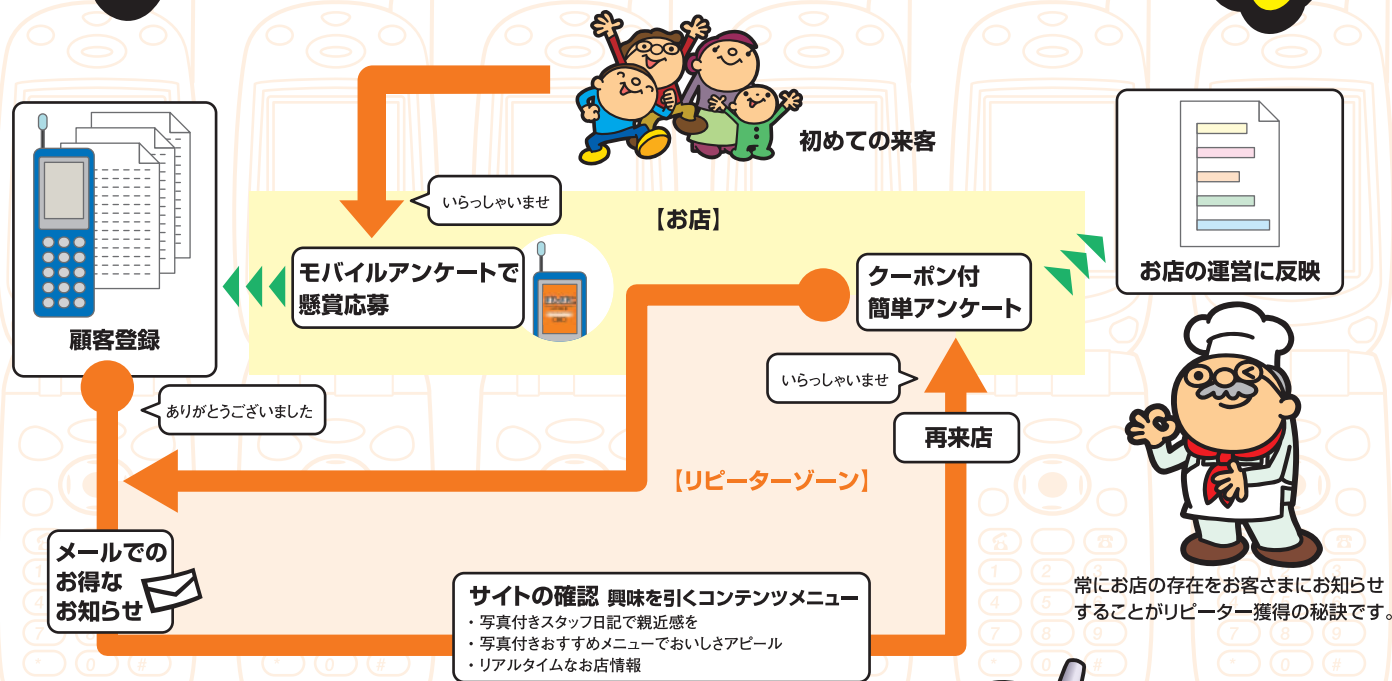 初めての来客
いらっしゃいませ
【お店】
モバイルアンケートで
懸賞応募
顧客登録
クーポン付
簡単アンケート
お店の運営に反映
ありがとうございました
いらっしゃいませ
再来店
【リピーターゾーン】
メールでの
お得な
お知らせ
サイトの確認 興味を引くコンテンツメニュー
・写真付きスタッフ日記で親近感を
・写真付きおすすめメニューでおいしさアピール
・リアルタイムなお店情報
常にお店の存在をお客さまにお知らせ
することがリピーター獲得の秘訣です。